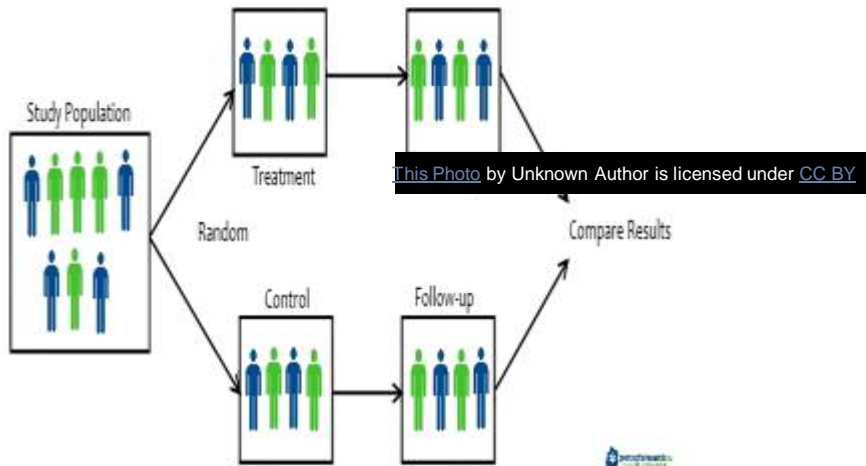 Study Population
Treatment
This Photo by Unknown Author is licensed under CC BY
Random
Compare Results
Control
Follow-up